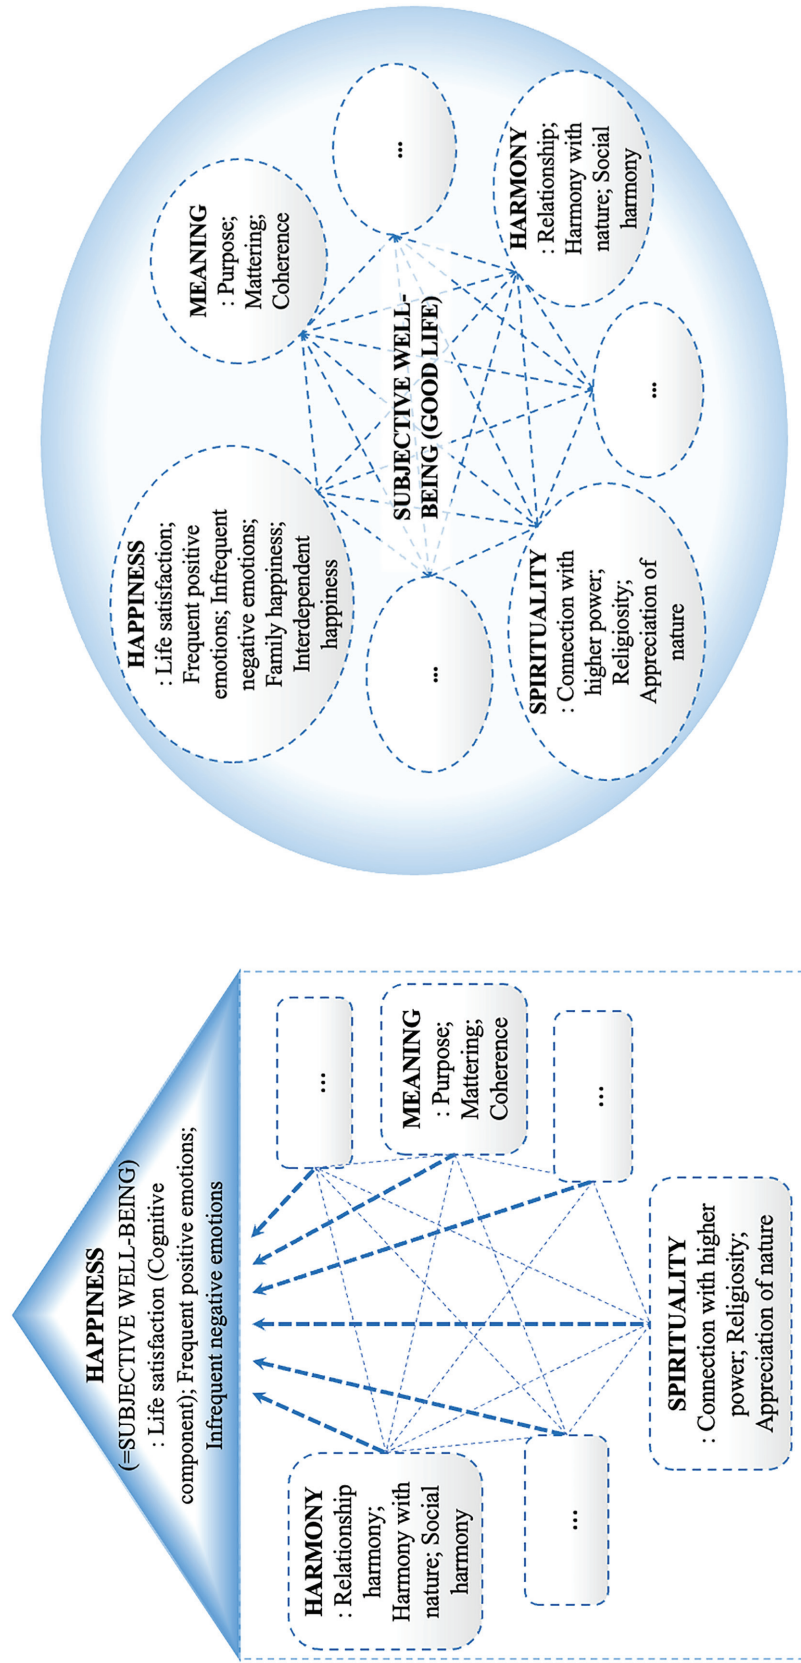 HAPPINESS
(=SUBJECTIVE WELL-BEING)
: Life satisfaction (Cognitive
component); Frequent positive emotions;
Infrequent negative emotions
HARMONY
: Relationship
harmony;
Harmony with
nature; Social
harmony
...
...
MEANING
: Purpose;
Mattering;
Coherence
...
SPIRITUALITY
: Connection with higher
power; Religiosity;
Appreciation of nature
HAPPINESS
: Life satisfaction;
Frequent positive
emotions; Infrequent
negative emotions;
Family happiness;
Interdependent
happiness
MEANING
: Purpose;
Mattering;
Coherence
...
...
SUBJECTIVE WELL-
BEING (GOOD LIFE)
SPIRITUALITY
: Connection with
higher power;
Religiosity;
Appreciation of
nature
...
HARMONY
: Relationship;
Harmony with
nature; Social
harmony